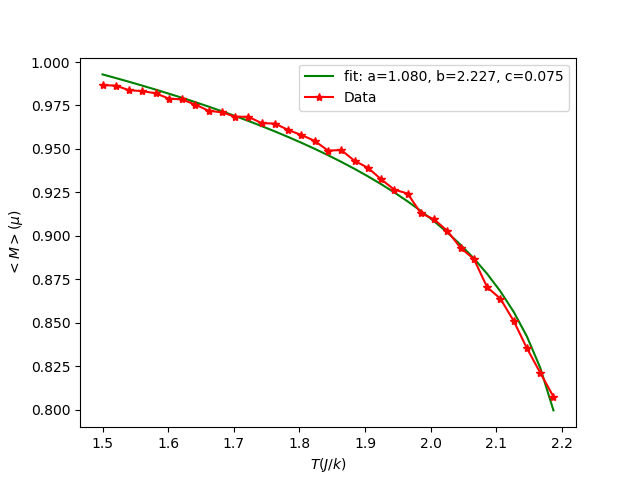 1.000
0.975
0.950
0.925
0.900
0.875
0.850
0.825
0.800
< M > (μ)
fit: a=1.080, b=2.227, c=0.075
Data
1.5 1.6 1.7 1.8 1.9 2.0 2.1 2.2
T(J/k)